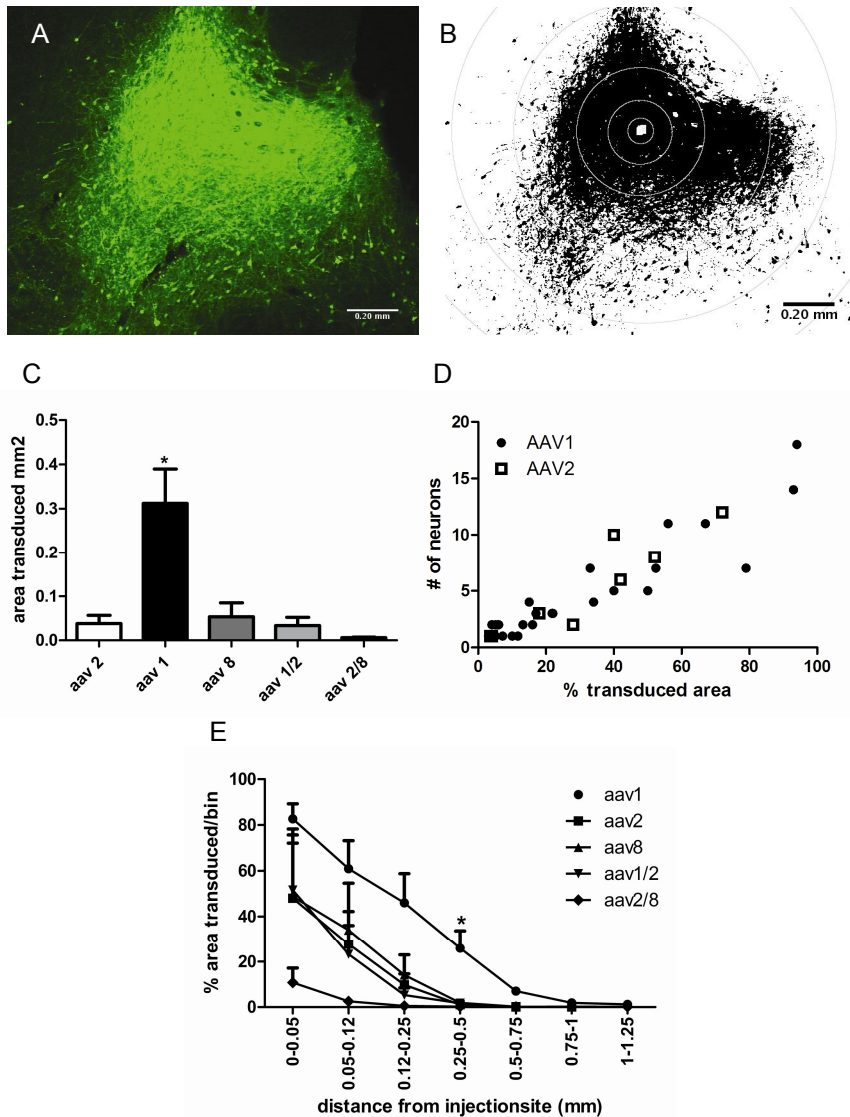 A
0.20 mm
B
0.20 mm
C
area transduced mm2
0.5
0.4
0.3
0.2
0.1
0.0
*
aav 2
aav 1
aav 8
aav 1/2
aav 2/8
D
# of neurons
20
15
10
5
0
AAV1
AAV2
0
20
40
60
80
100
% transduced area
E
% area transduced/bin
100
80
60
40
20
0
*
aav1
aav2
aav8
aav1/2
aav2/8
0-0.05
0.05-0.12
0.12-0.25
0.25-0.5
0.5-0.75
0.75-1
1-1.25
distance from injectionsite (mm)